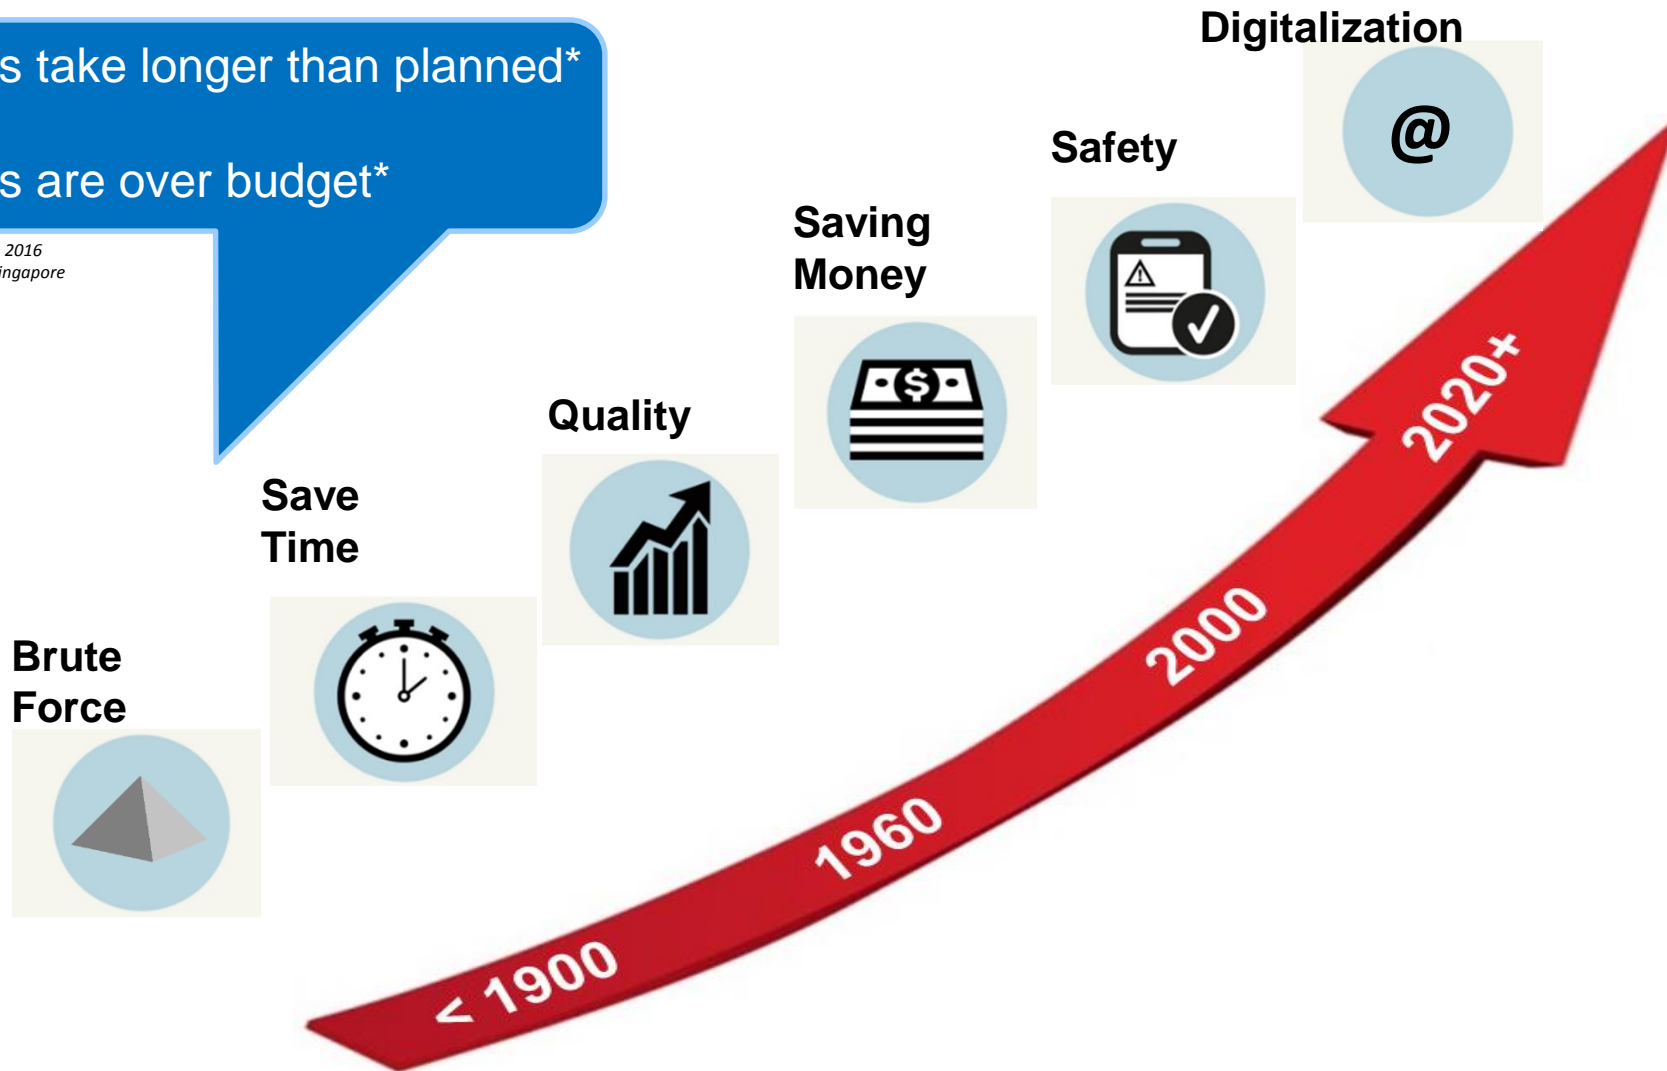 s take longer than planned*
s are over budget*
2016
ingapore
Digitalization
@
Safety
Saving
Money
Quality
Save
Time
Brute
Force
$
< 1900
1960
2000
2020+